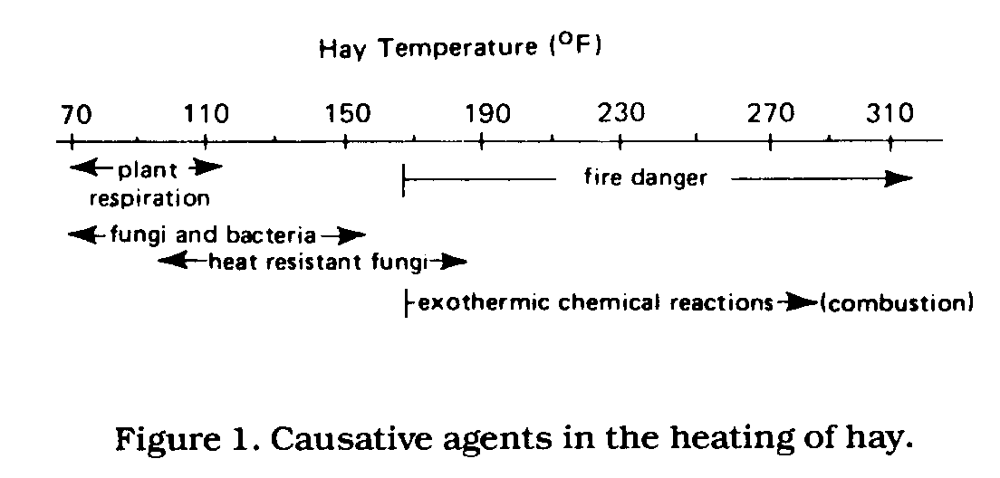 Hay Temperature (°F)
70 110 150 190 230 270 310
plant fire danger
respiration
fungi and bacteria
heat resistant fungi
exothermic chemical reactions (combustion)
Figure 1. Causative agents in the heating of hay.